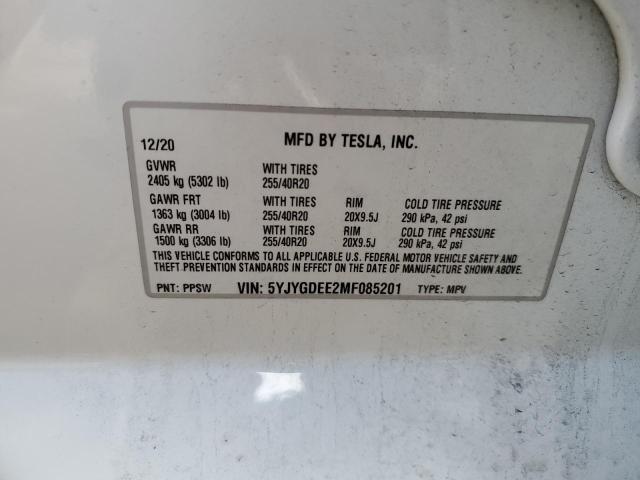 12/20 MFD BY TESLA, INC.
GVWR WITH TIRES
2405 kg (5302 lb) 255/40R20
GAWR FRT WITH TIRES RIM COLD TIRE PRESSURE
1363 kg (3004 lb) 255/40R20 20X9.5J 290 kPa, 42 psi
GAWR RR WITH TIRES RIM COLD TIRE PRESSURE
1500 kg (3306 lb) 255/40R20 20X9.5J 290 kPa, 42 psi
THIS VEHICLE CONFORMS TO ALL APPLICABLE U.S. FEDERAL MOTOR VEHICLE SAFETY AND
THEFT PREVENTION STANDARDS IN EFFECT ON THE DATE OF MANUFACTURE SHOWN ABOVE.
PNT: PPSW VIN: 5YJYGDEE2MF085201 TYPE: MPV